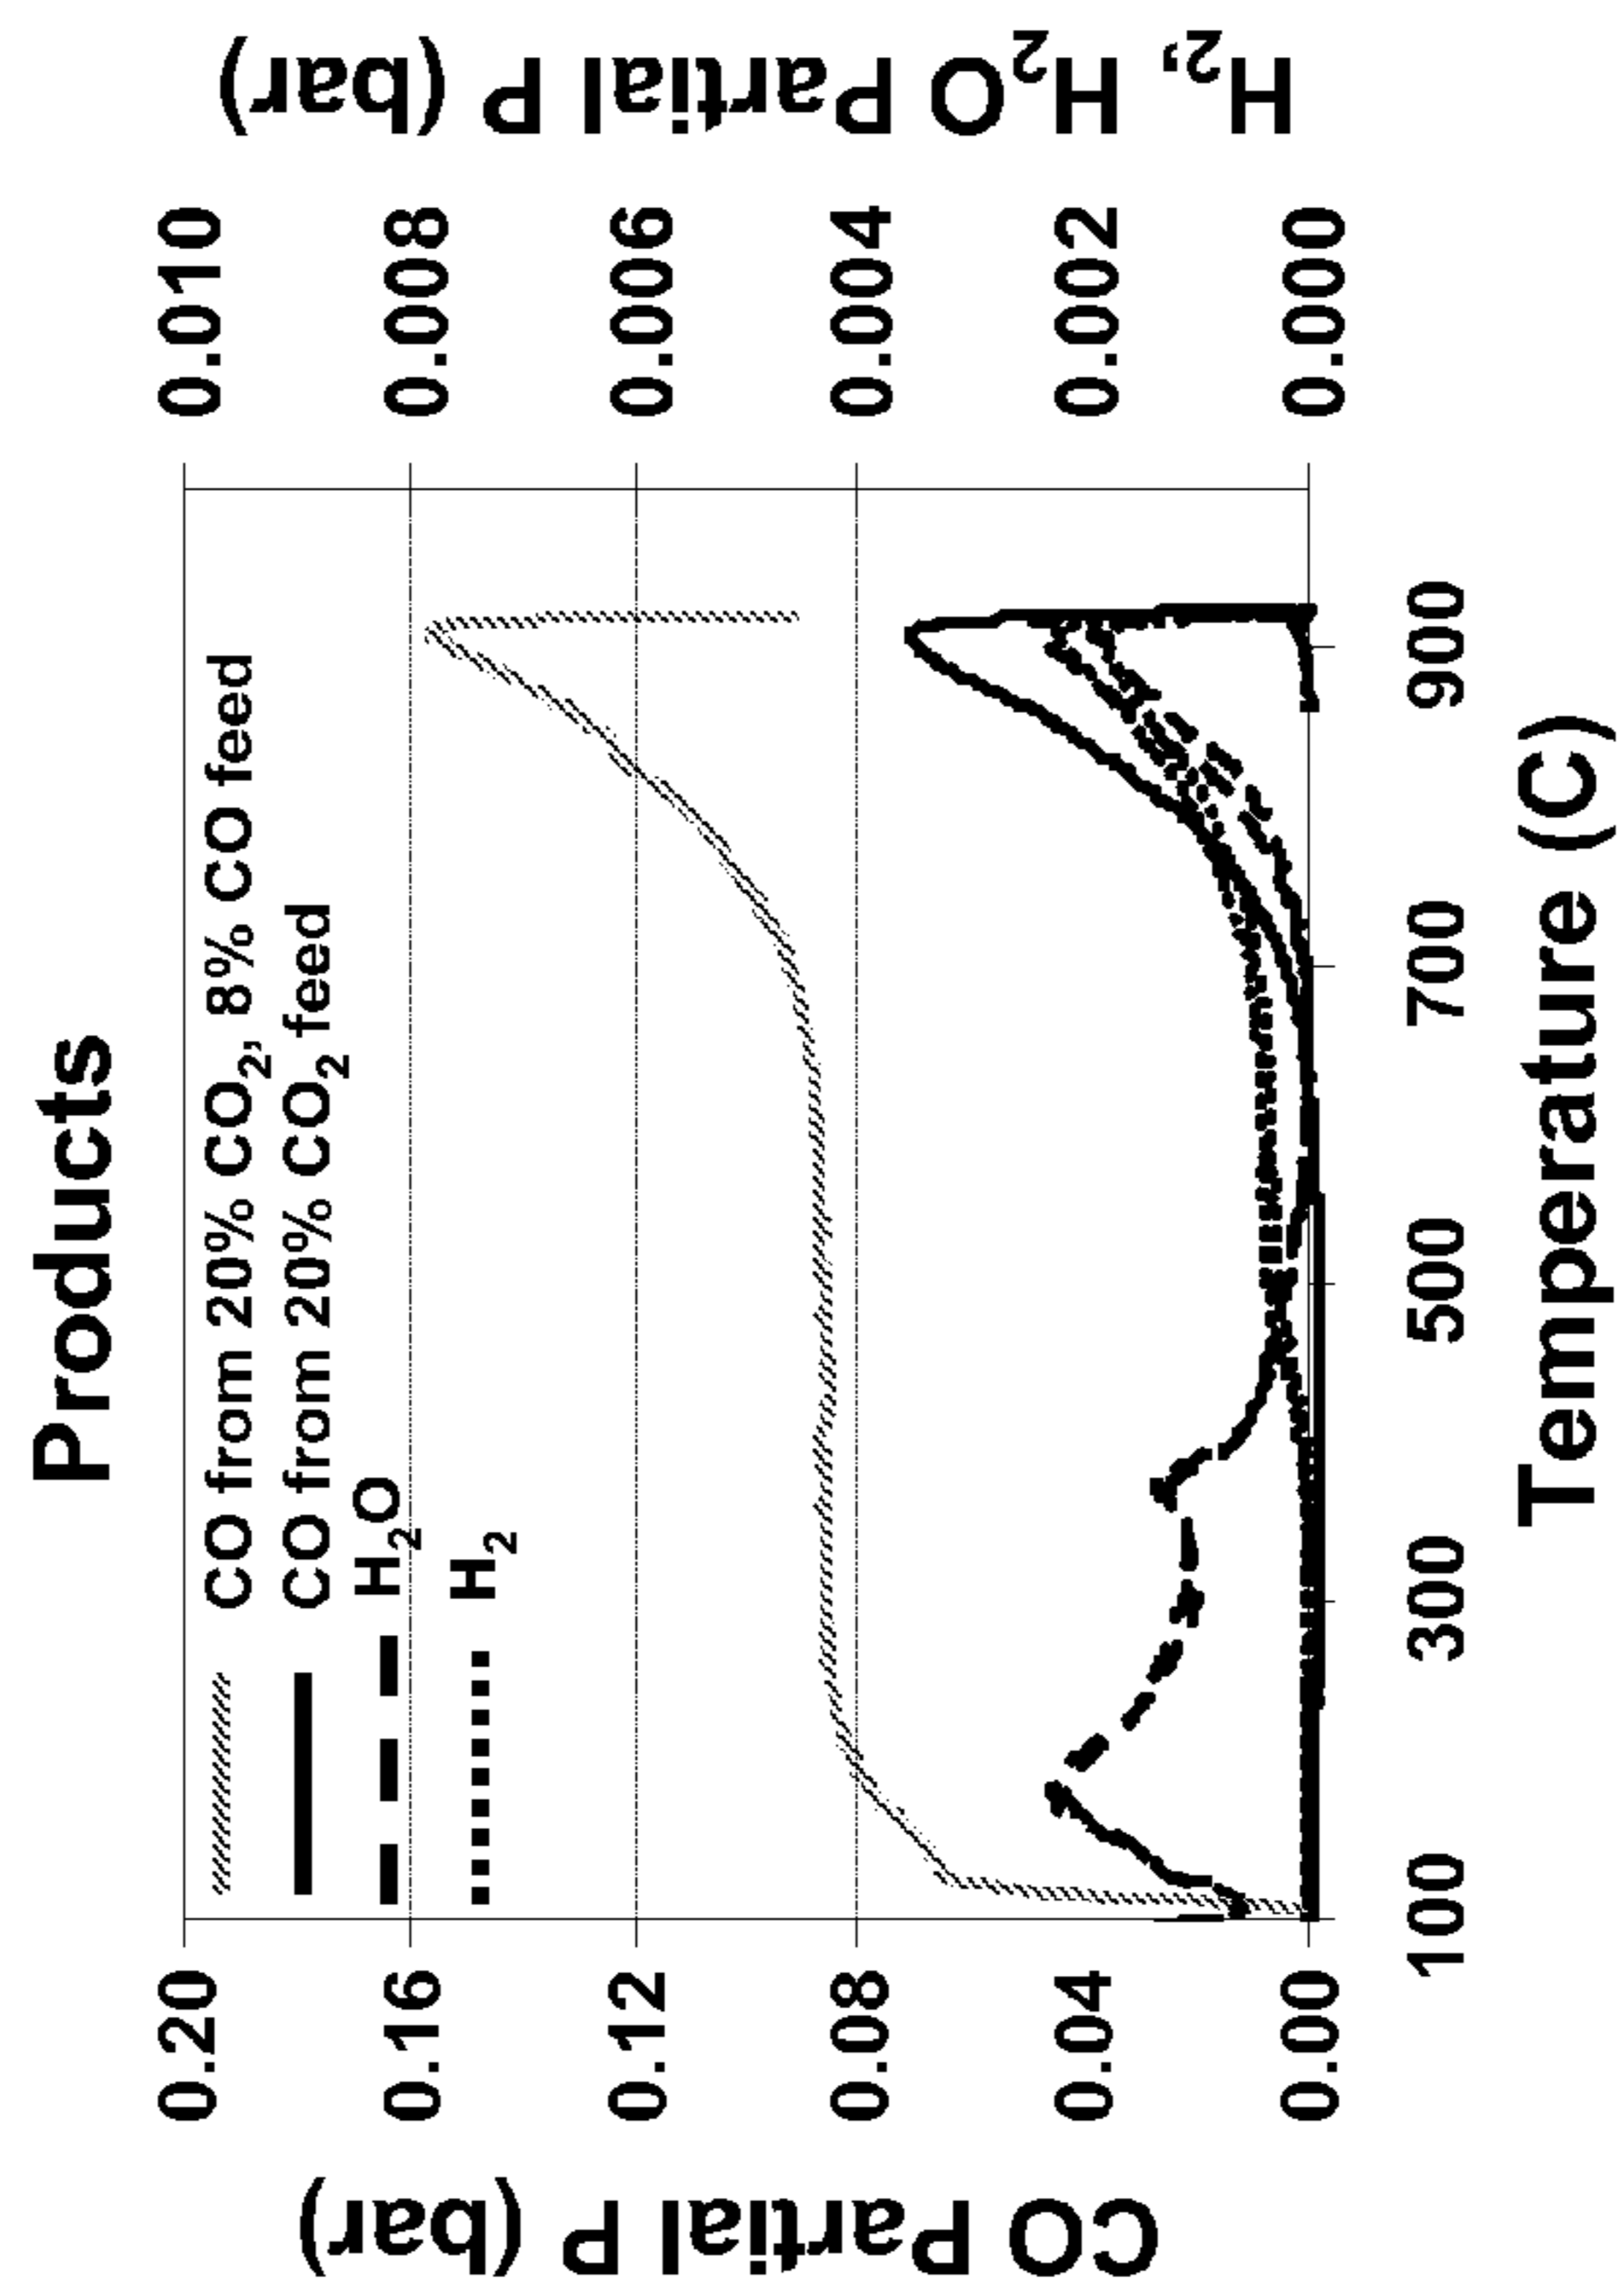 Products
CO from 20% CO₂, 8% CO feed
CO from 20% CO₂ feed
H₂O
H₂
0.20
0.16
0.12
0.08
0.04
0.00
CO Partial P (bar)
0.010
0.008
0.006
0.004
0.002
0.000
H₂, H₂O Partial P (bar)
100 300 500 700 900
Temperature (C)